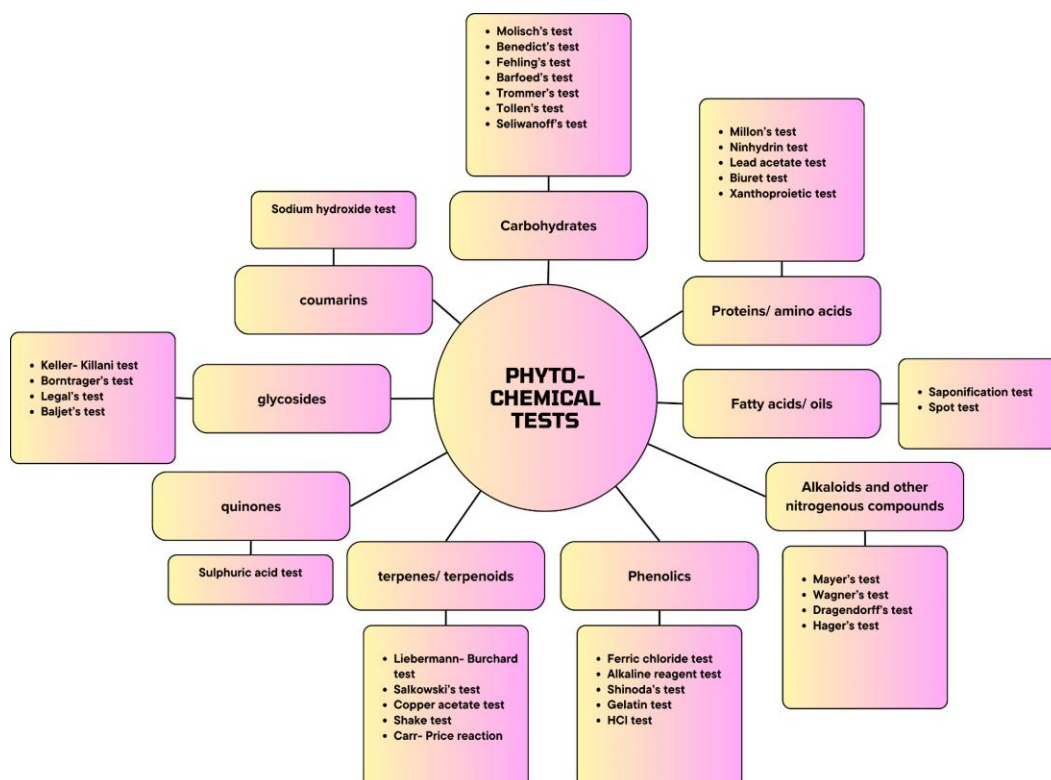 Molisch's test
Benedict's test
Fehling's test
Barfoed's test
Trommer's test
Tollen's test
Seliwanoff's test
Carbohydrates
Millon's test
Ninhydrin test
Lead acetate test
Biuret test
Xanthoproietic test
Proteins/ amino acids
Sodium hydroxide test
coumarins
Keller- Killani test
Borntrager's test
Legal's test
Baljet's test
glycosides
PHYTO-
CHEMICAL
TESTS
Fatty acids/ oils
Saponification test
Spot test
quinones
Sulphuric acid test
Alkaloids and other
nitrogenous compounds
Mayer's test
Wagner's test
Dragendorff's test
Hager's test
terpenes/ terpenoids
Liebermann- Burchard
test
Salkowski's test
Copper acetate test
Shake test
Carr- Price reaction
Phenolics
Ferric chloride test
Alkaline reagent test
Shinoda's test
Gelatin test
HCl test